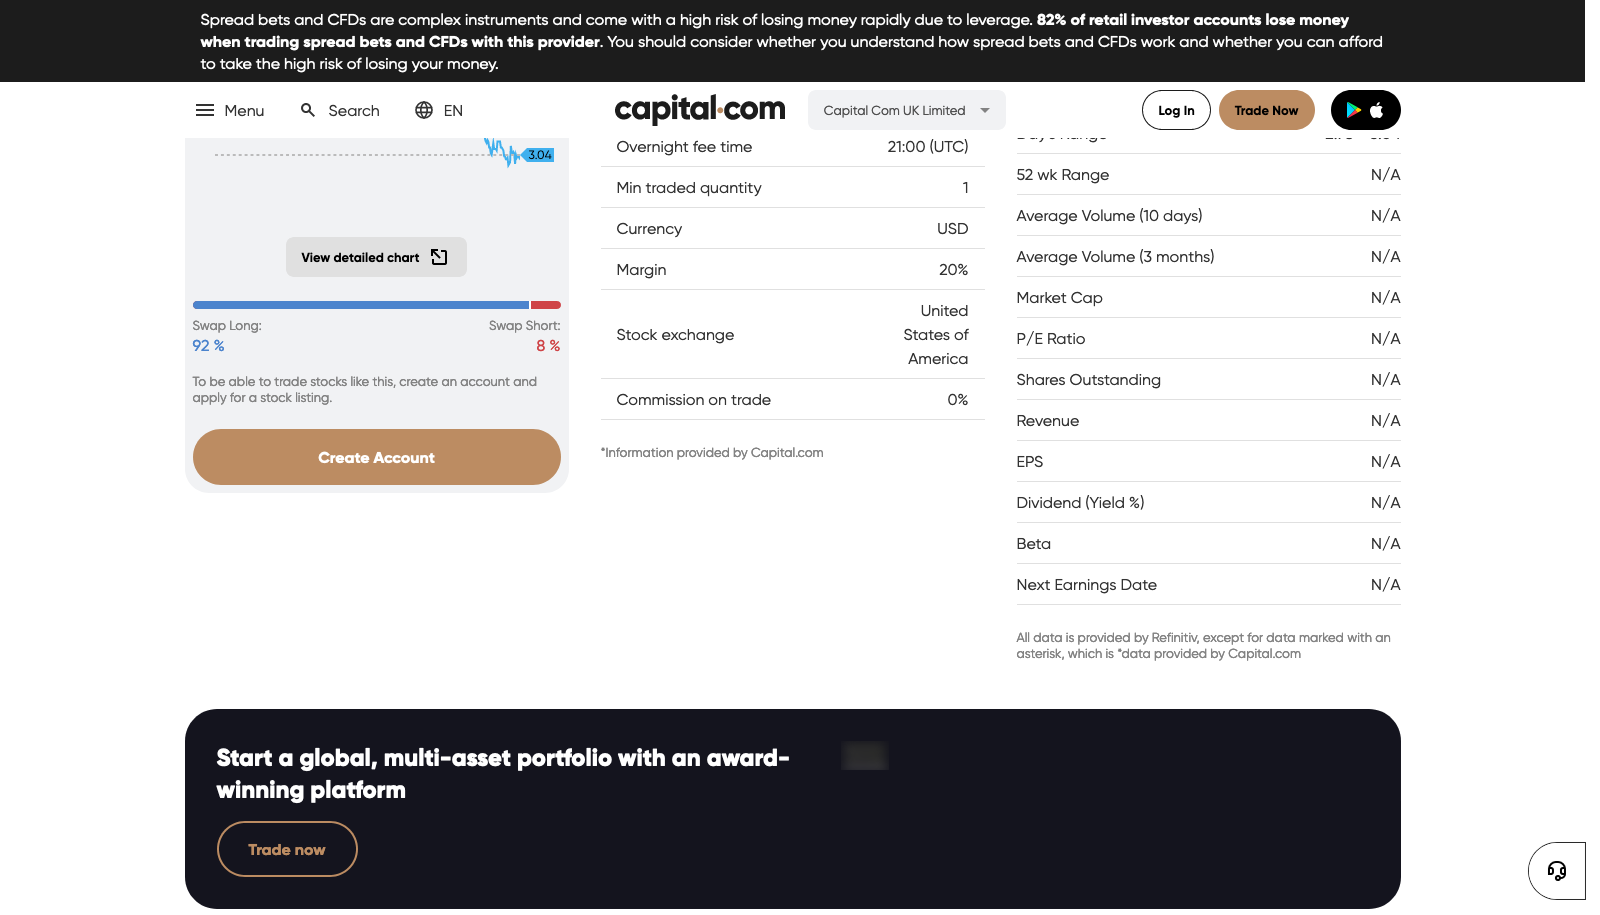 Spread bets and CFDs are complex instruments and come with a high risk of losing money rapidly due to leverage. 82% of retail investor accounts lose money
when trading spread bets and CFDs with this provider. You should consider whether you understand how spread bets and CFDs work and whether you can afford
to take the high risk of losing your money.
Menu
Search
EN
capital.com
Capital Com UK Limited
Log In
Trade Now
3.04
View detailed chart
Swap Long:
Swap Short:
92 %
8 %
To be able to trade stocks like this, create an account and
apply for a stock listing.
Create Account
Overnight fee time 21:00 (UTC)
Min traded quantity 1
Currency USD
Margin 20%
Stock exchange United
States of
America
Commission on trade 0%
*Information provided by Capital.com
52 wk Range N/A
Average Volume (10 days) N/A
Average Volume (3 months) N/A
Market Cap N/A
P/E Ratio N/A
Shares Outstanding N/A
Revenue N/A
EPS N/A
Dividend (Yield %) N/A
Beta N/A
Next Earnings Date N/A
All data is provided by Refinitiv, except for data marked with an
asterisk, which is *data provided by Capital.com
Start a global, multi-asset portfolio with an award-
winning platform
Trade now